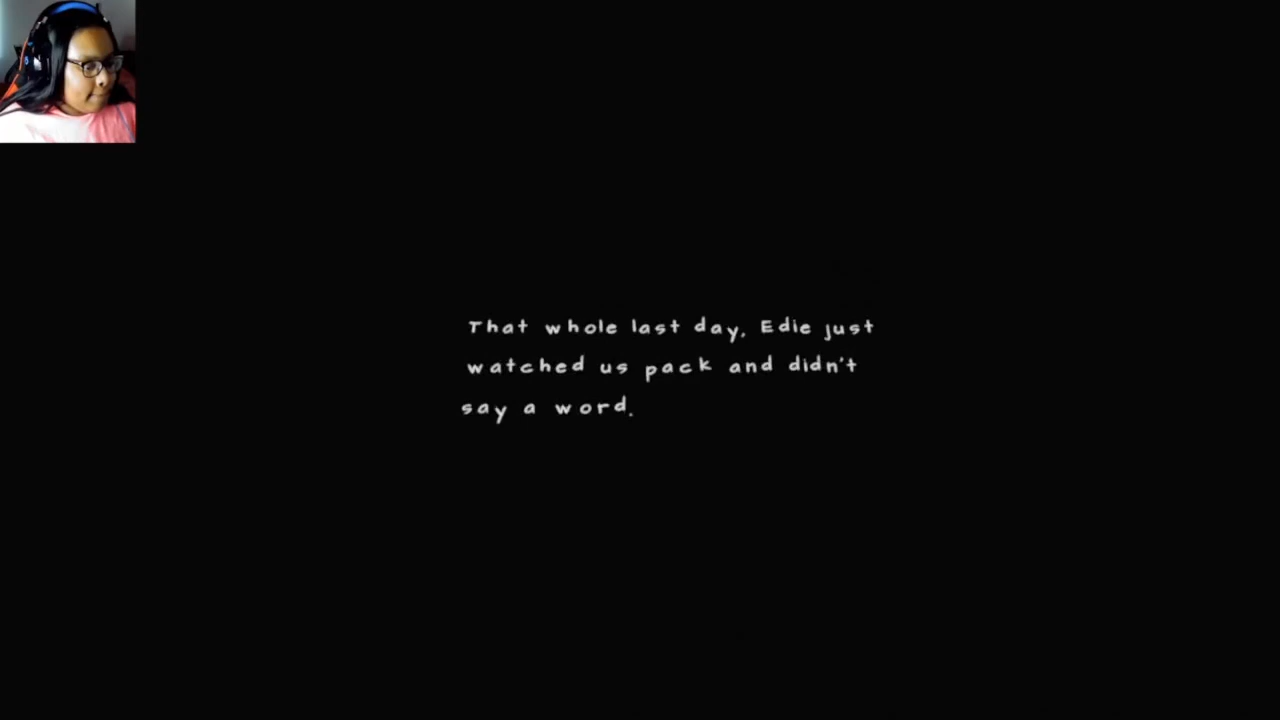 That whole last day, Edie just
watched us pack and didn't
say a word.